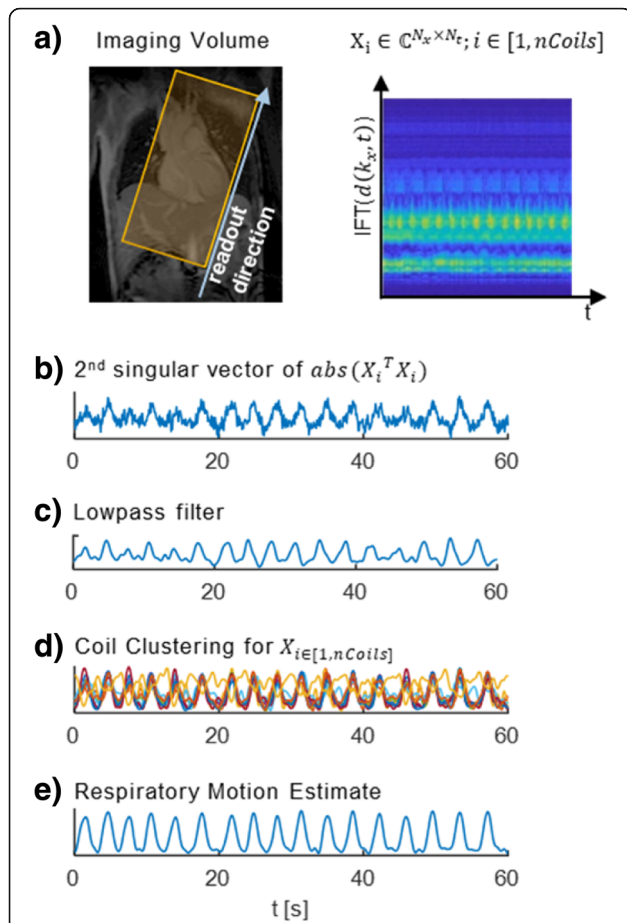 a)
Imaging Volume
X_i ∈ ℂ^{N_x×N_t}; i ∈ [1, nCoils]
readout
direction
IFT(d(k_x, t))
t
b) 2nd singular vector of abs(X_i^T X_i)
0 20 40 60
c) Lowpass filter
0 20 40 60
d) Coil Clustering for X_{i∈[1,nCoils]}
0 20 40 60
e) Respiratory Motion Estimate
0 20 40 60
t [s]